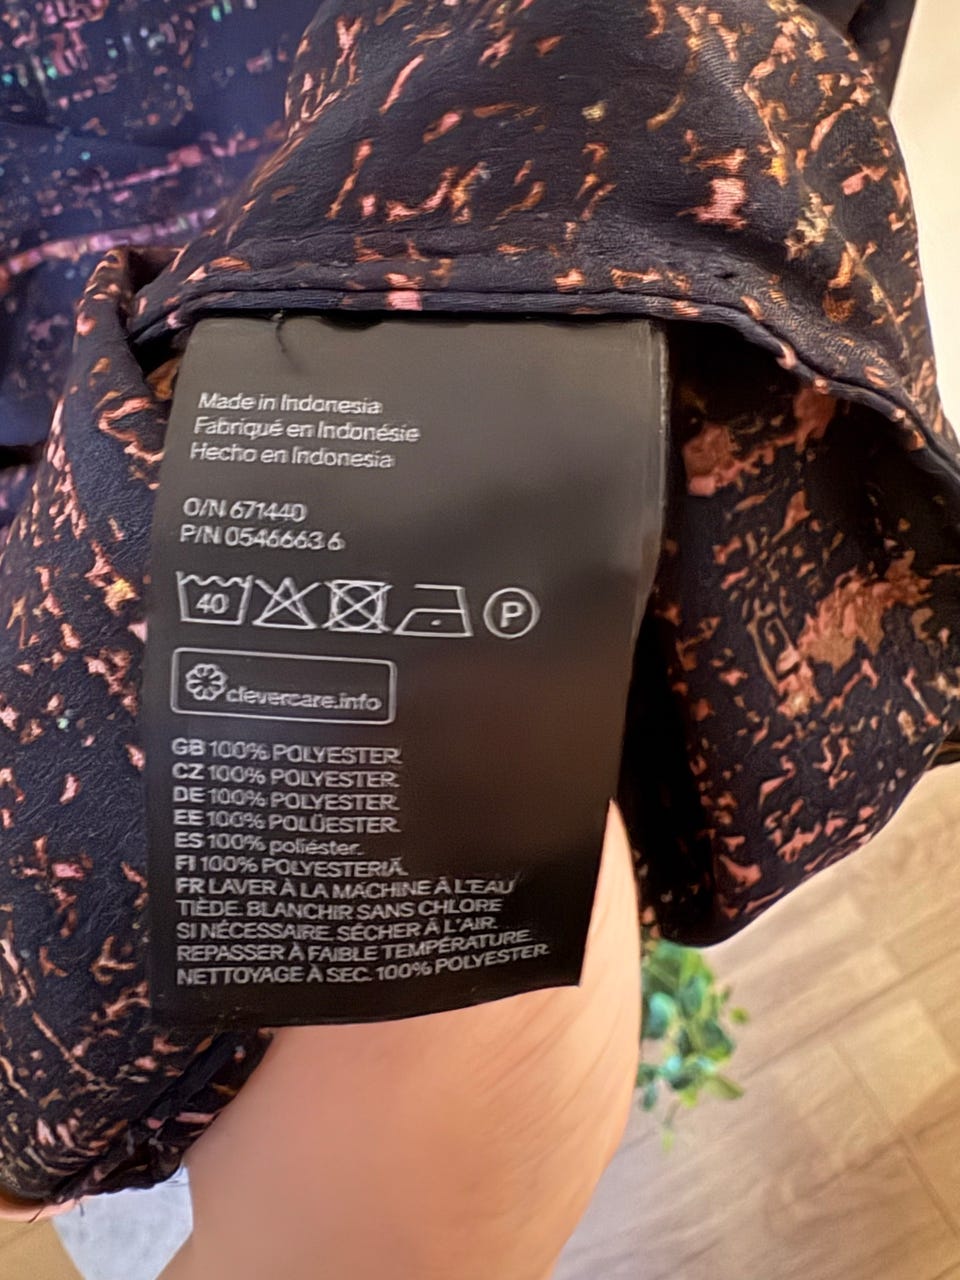 Made in Indonesia
Fabriqué en Indonésie
Hecho en Indonesia
O/N 671440
P/N 0546663 6
40 P
clevercare.info
GB 100% POLYESTER.
CZ 100% POLYESTER.
DE 100% POLYESTER.
EE 100% POLÜESTER.
ES 100% poliéster.
FI 100% POLYESTERIÄ.
FR LAVER À LA MACHINE À L'EAU
TIÈDE. BLANCHIR SANS CHLORE
SI NÉCESSAIRE. SÉCHER À L'AIR.
REPASSER À FAIBLE TEMPÉRATURE.
NETTOYAGE À SEC. 100% POLYESTER.